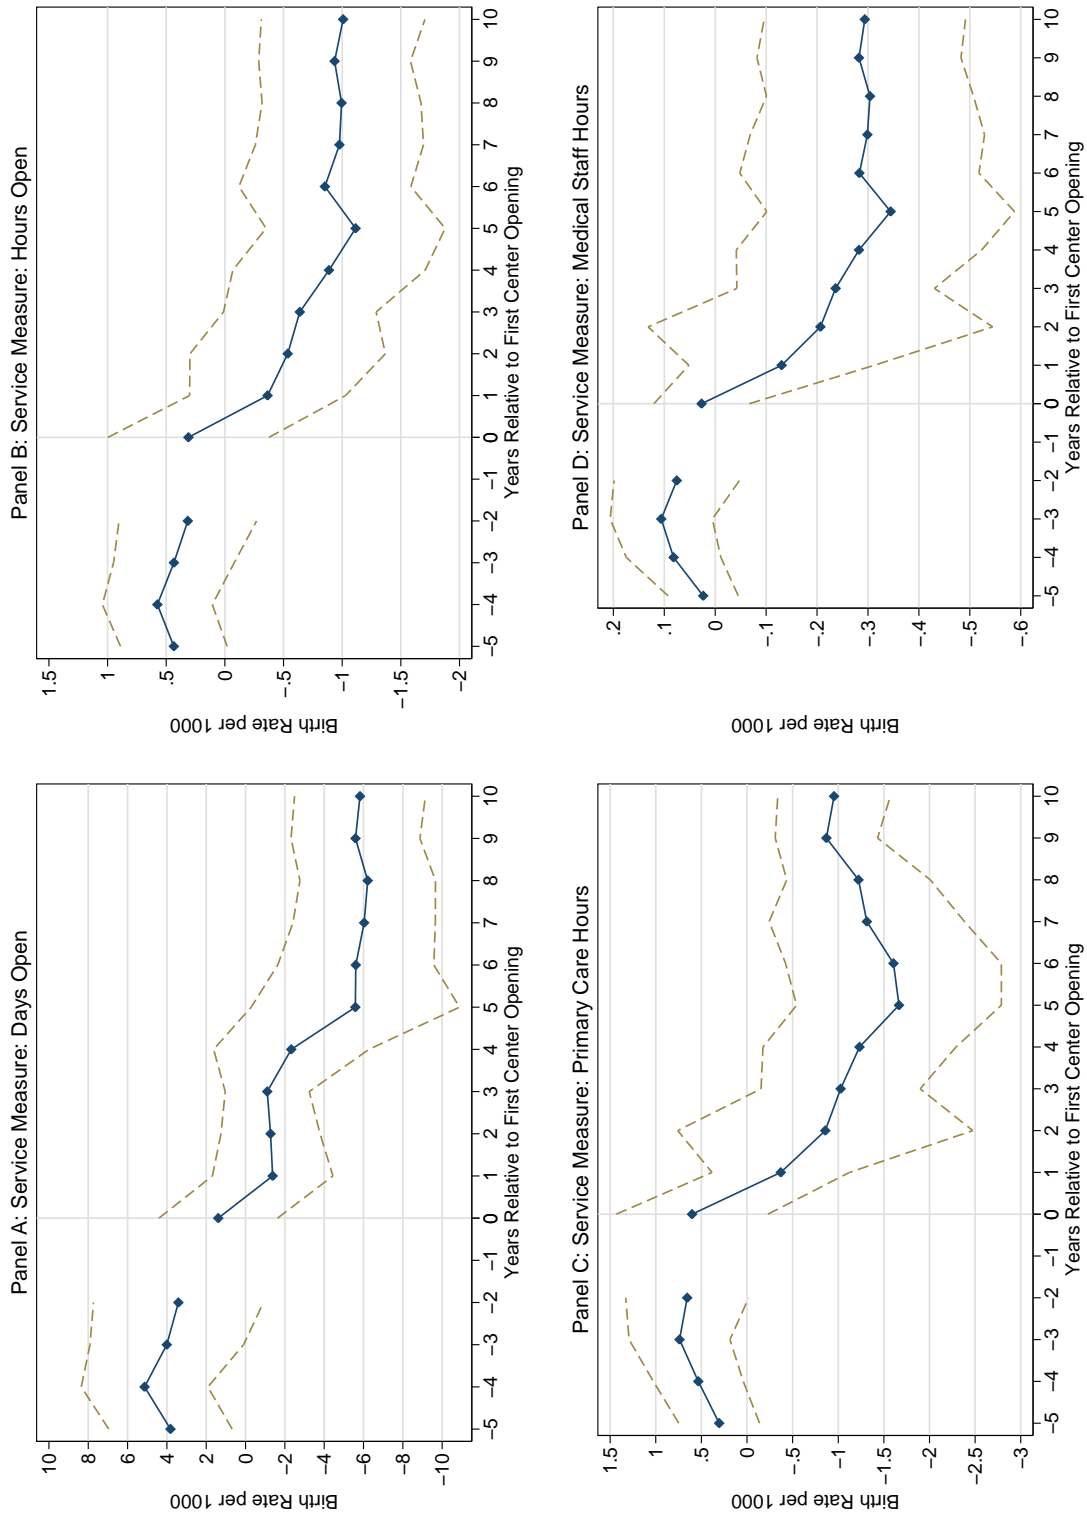 Panel A: Service Measure: Days Open
Birth Rate per 1000
10
8
6
4
2
0
−2
−4
−6
−8
−10
−5 −4 −3 −2 −1 0 1 2 3 4 5 6 7 8 9 10
Years Relative to First Center Opening
Panel B: Service Measure: Hours Open
Birth Rate per 1000
1.5
1
.5
0
−.5
−1
−1.5
−2
−5 −4 −3 −2 −1 0 1 2 3 4 5 6 7 8 9 10
Years Relative to First Center Opening
Panel C: Service Measure: Primary Care Hours
Birth Rate per 1000
1.5
1
.5
0
−.5
−1
−1.5
−2
−2.5
−3
−5 −4 −3 −2 −1 0 1 2 3 4 5 6 7 8 9 10
Years Relative to First Center Opening
Panel D: Service Measure: Medical Staff Hours
Birth Rate per 1000
.2
.1
0
−.1
−.2
−.3
−.4
−.5
−.6
−5 −4 −3 −2 −1 0 1 2 3 4 5 6 7 8 9 10
Years Relative to First Center Opening